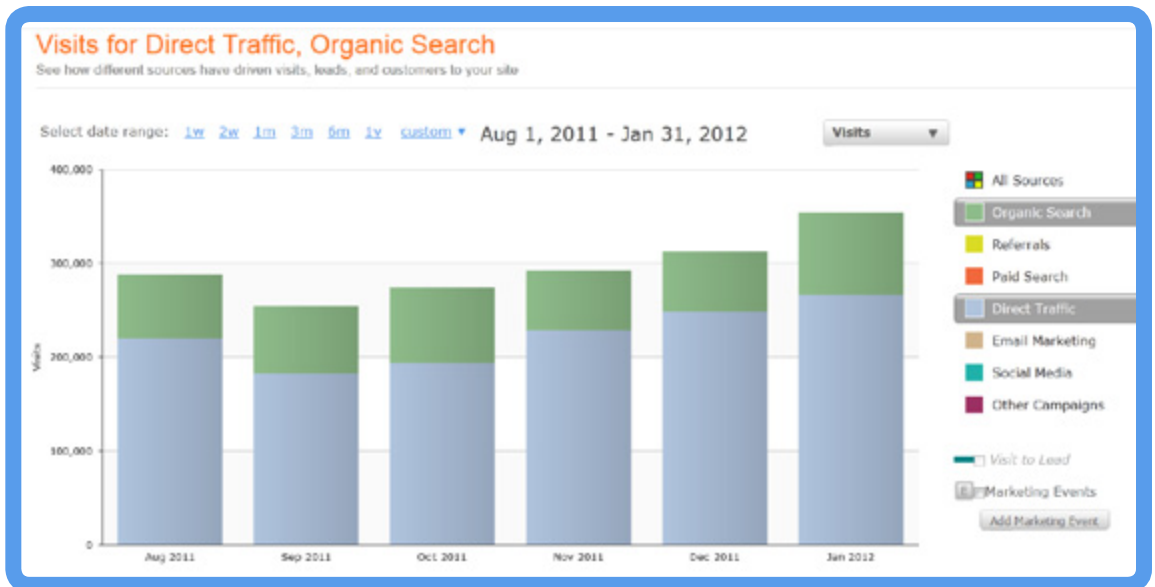 Visits for Direct Traffic, Organic Search
See how different sources have driven visits, leads, and customers to your site
Select date range: 1w 2w 1m 3m 6m 1y custom Aug 1, 2011 - Jan 31, 2012 Visits
400,000
300,000
200,000
100,000
0
Visits
Aug 2011 Sep 2011 Oct 2011 Nov 2011 Dec 2011 Jan 2012
All Sources
Organic Search
Referrals
Paid Search
Direct Traffic
Email Marketing
Social Media
Other Campaigns
Visit to Lead
Marketing Events
Add Marketing Event